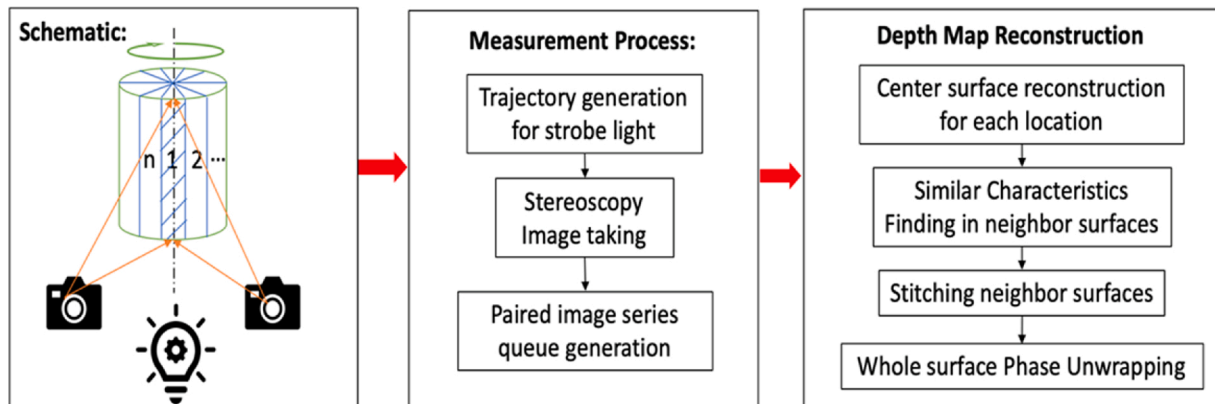 Schematic:
n 1 2 ...
Measurement Process:
Trajectory generation
for strobe light
Stereoscopy
Image taking
Paired image series
queue generation
Depth Map Reconstruction
Center surface reconstruction
for each location
Similar Characteristics
Finding in neighbor surfaces
Stitching neighbor surfaces
Whole surface Phase Unwrapping